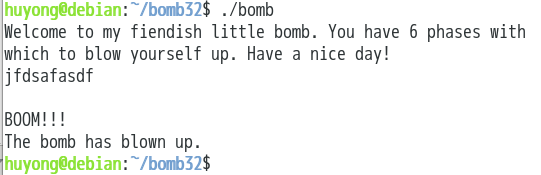 huyong@debian:~/bomb32$ ./bomb
Welcome to my fiendish little bomb. You have 6 phases with
which to blow yourself up. Have a nice day!
jfdsafasdf
BOOM!!!
The bomb has blown up.
huyong@debian:~/bomb32$